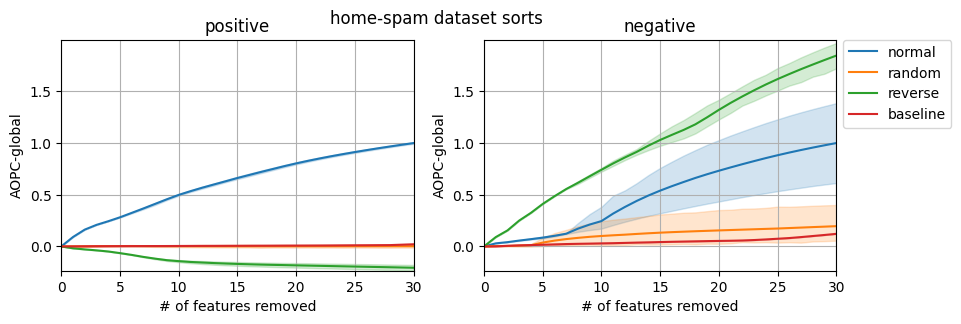 home-spam dataset sorts
positive
AOPC-global
1.5
1.0
0.5
0.0
0 5 10 15 20 25 30
# of features removed
negative
AOPC-global
1.5
1.0
0.5
0.0
0 5 10 15 20 25 30
# of features removed
normal
random
reverse
baseline